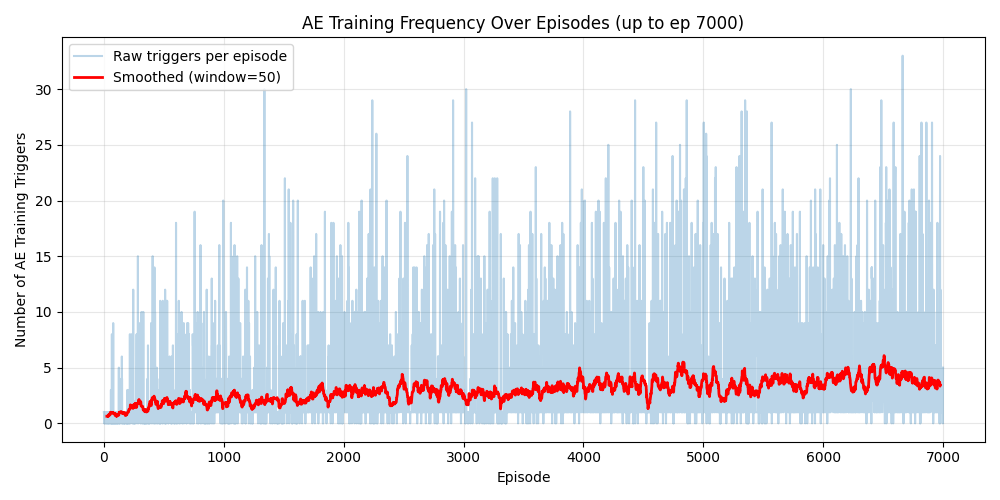 AE Training Frequency Over Episodes (up to ep 7000)
Raw triggers per episode
Smoothed (window=50)
Number of AE Training Triggers
30
25
20
15
10
5
0
0 1000 2000 3000 4000 5000 6000 7000
Episode